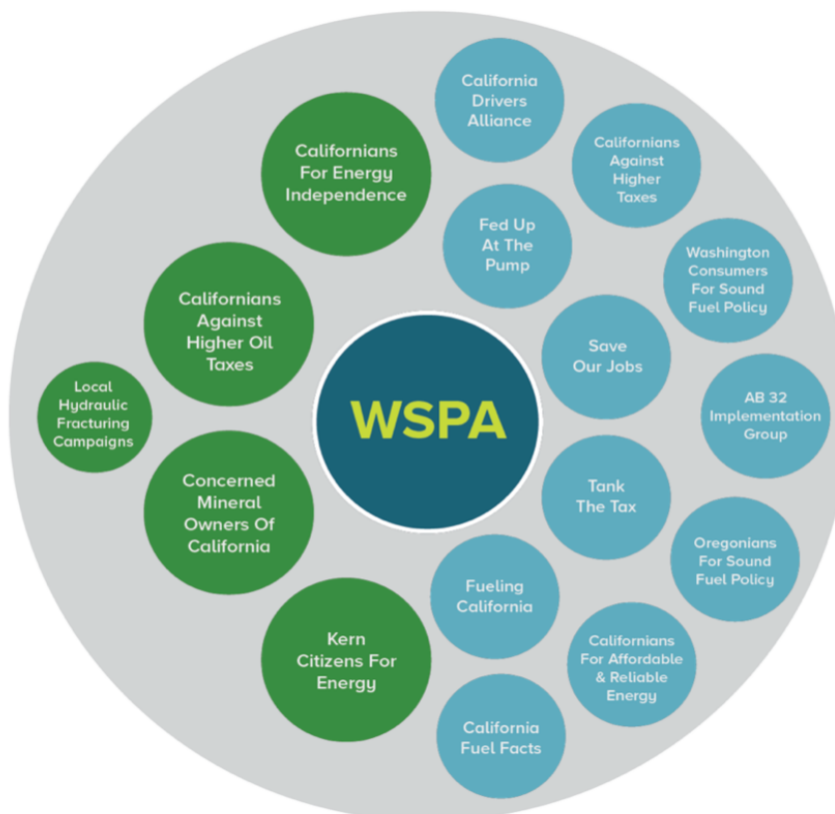 California
Drivers
Alliance
Californians
For Energy
Independence
Californians
Against
Higher
Taxes
Fed Up
At The
Pump
Washington
Consumers
For Sound
Fuel Policy
Californians
Against
Higher Oil
Taxes
Save
Our Jobs
Local
Hydraulic
Fracturing
Campaigns
WSPA
AB 32
Implementation
Group
Concerned
Mineral
Owners Of
California
Tank
The Tax
Oregonians
For Sound
Fuel Policy
Fueling
California
Kern
Citizens For
Energy
Californians
For Affordable
& Reliable
Energy
California
Fuel Facts